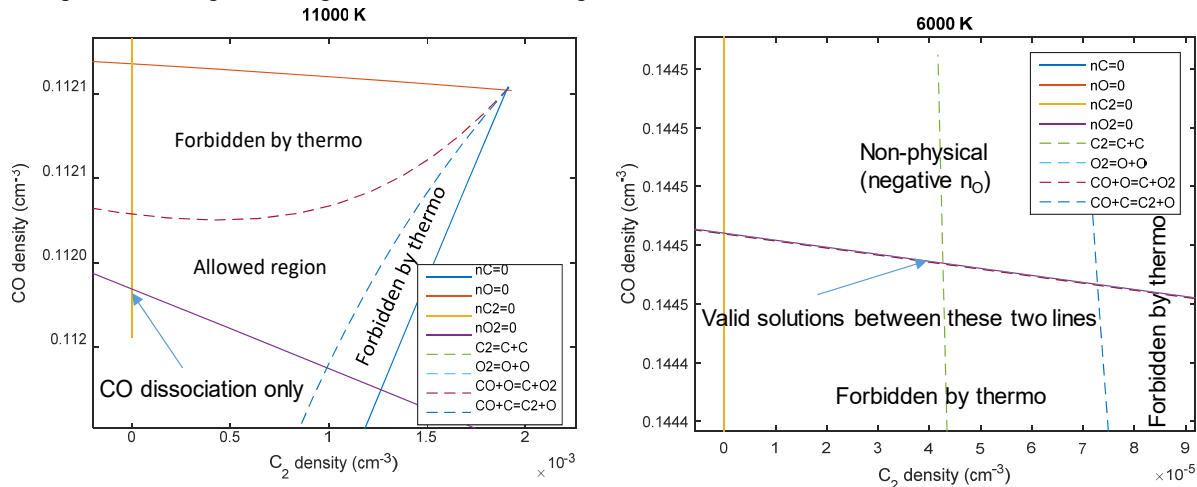 11000 K
0.1121
0.1121
0.1120
0.112
CO density (cm-3)
Forbidden by thermo
Allowed region
Forbidden by thermo
CO dissociation only
nC=0
nO=0
nC2=0
nO2=0
C2=C+C
O2=O+O
CO+O=C+O2
CO+C=C2+O
0
0.5
1
1.5
2
C2 density (cm-3)
×10-3
6000 K
0.1445
0.1445
0.1445
0.1445
0.1445
0.1444
0.1444
CO density (cm-3)
nC=0
nO=0
nC2=0
nO2=0
C2=C+C
O2=O+O
CO+O=C+O2
CO+C=C2+O
Non-physical
(negative nO)
Valid solutions between these two lines
Forbidden by thermo
Forbidden by thermo
0
1
2
3
4
5
6
7
8
9
C2 density (cm-3)
×10-5